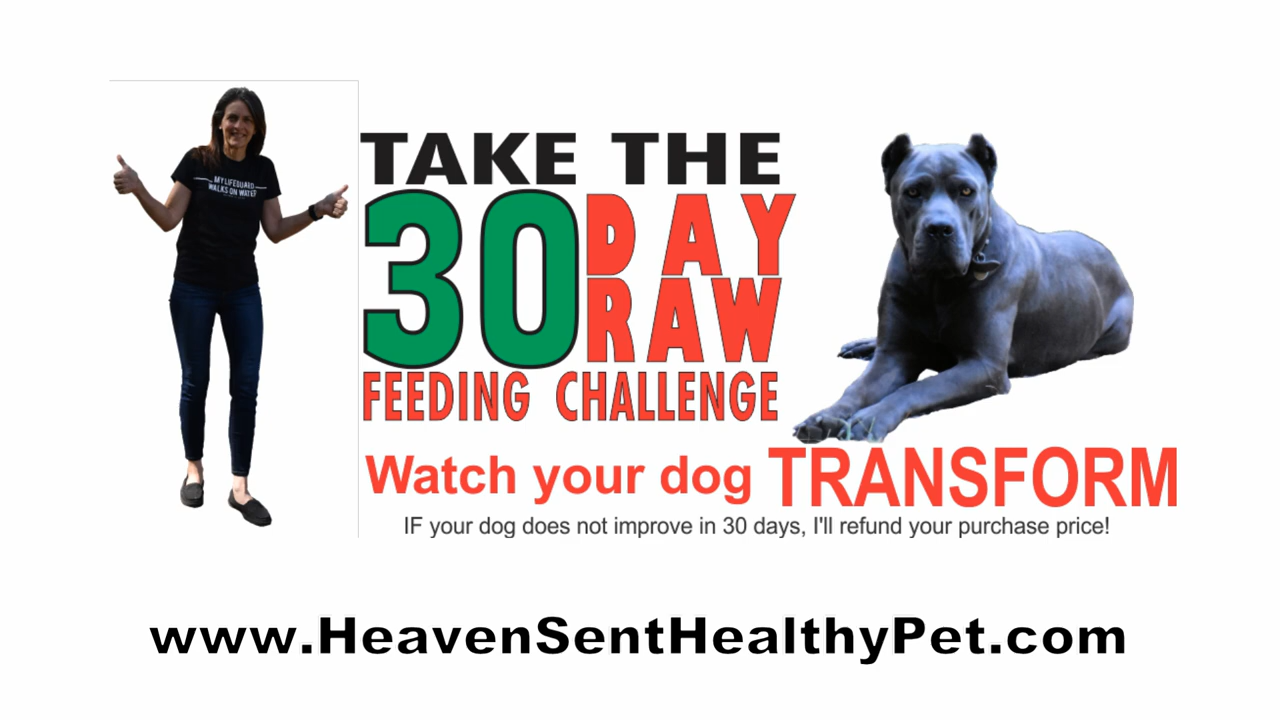 MY LIFEGUARD
WALKS ON WATER
TAKE THE
30 DAY
RAW
FEEDING CHALLENGE
Watch your dog TRANSFORM
IF your dog does not improve in 30 days, I'll refund your purchase price!
www.HeavenSentHealthyPet.com